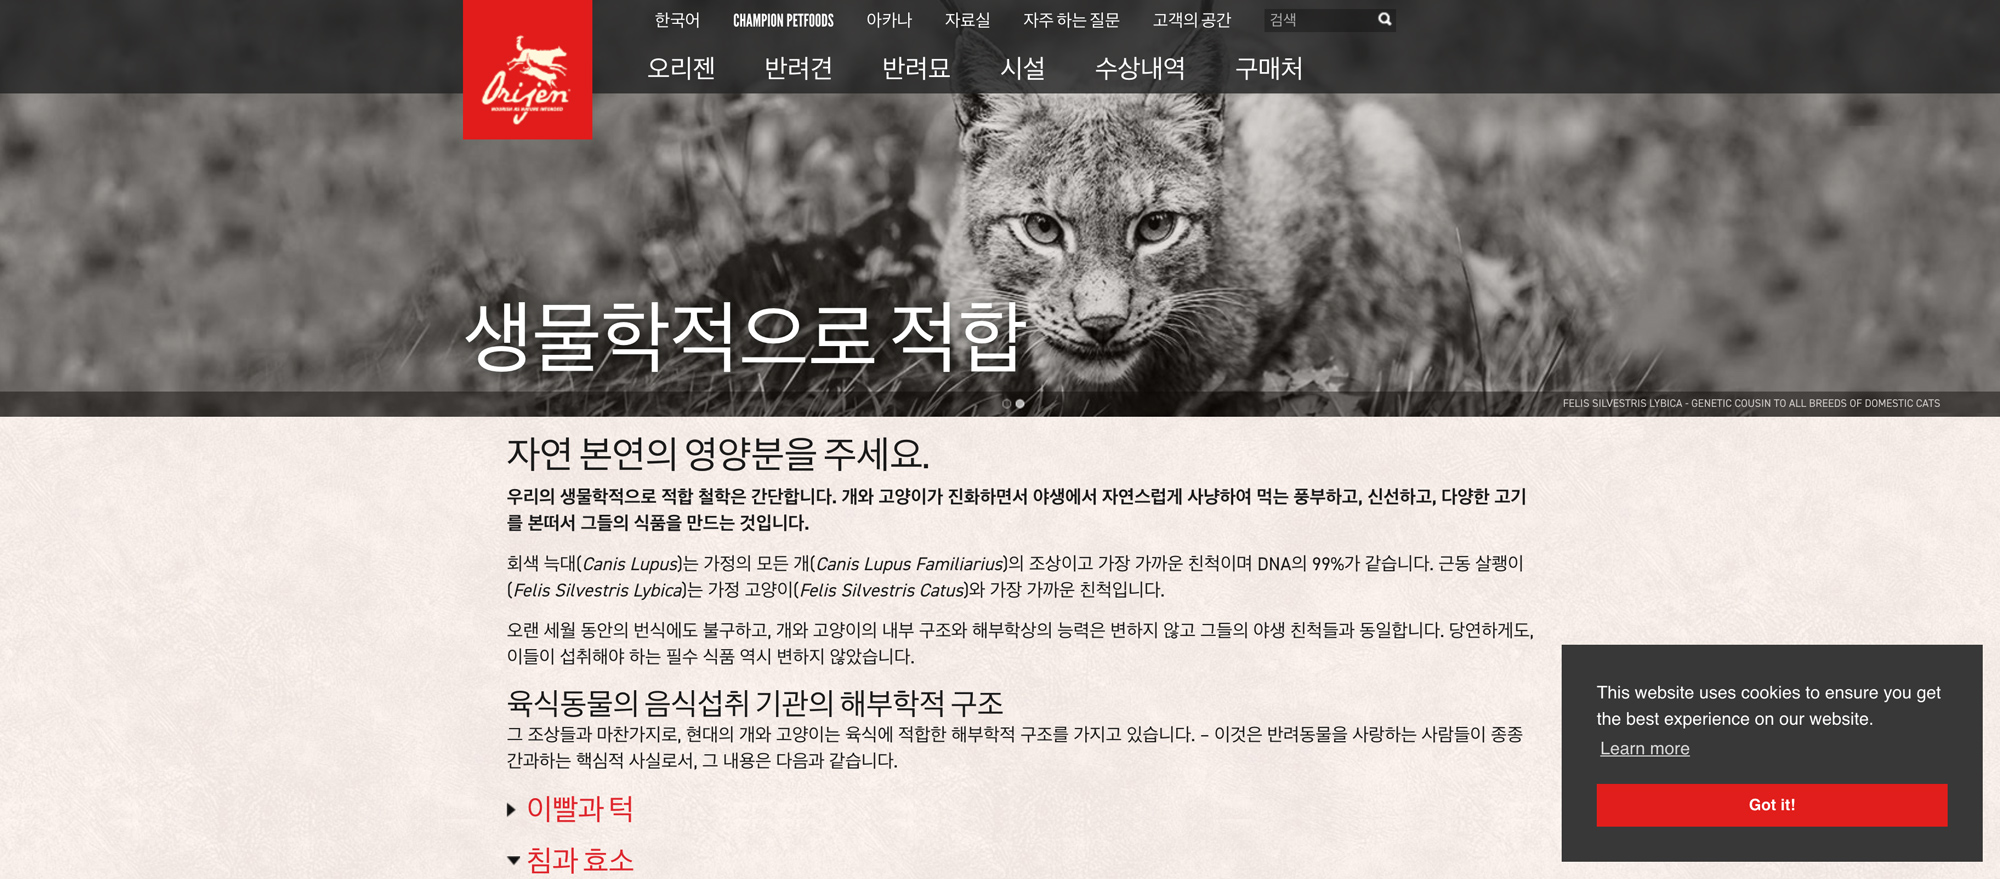 한국어 CHAMPION PETFOODS 아카나 자료실 자주 하는 질문 고객의 공간 검색
Orijen
NOURISH AS NATURE INTENDED
오리젠 반려견 반려묘 시설 수상내역 구매처
생물학적으로 적합
FELIS SILVESTRIS LYBICA - GENETIC COUSIN TO ALL BREEDS OF DOMESTIC CATS
자연 본연의 영양분을 주세요.
우리의 생물학적으로 적합 철학은 간단합니다. 개와 고양이가 진화하면서 야생에서 자연스럽게 사냥하여 먹는 풍부하고, 신선하고, 다양한 고기
를 본떠서 그들의 식품을 만드는 것입니다.
회색 늑대(Canis Lupus)는 가정의 모든 개(Canis Lupus Familiarius)의 조상이고 가장 가까운 친척이며 DNA의 99%가 같습니다. 근동 살쾡이
(Felis Silvestris Lybica)는 가정 고양이(Felis Silvestris Catus)와 가장 가까운 친척입니다.
오랜 세월 동안의 번식에도 불구하고, 개와 고양이의 내부 구조와 해부학상의 능력은 변하지 않고 그들의 야생 친척들과 동일합니다. 당연하게도,
이들이 섭취해야 하는 필수 식품 역시 변하지 않았습니다.
육식동물의 음식섭취 기관의 해부학적 구조
그 조상들과 마찬가지로, 현대의 개와 고양이는 육식에 적합한 해부학적 구조를 가지고 있습니다. – 이것은 반려동물을 사랑하는 사람들이 종종
간과하는 핵심적 사실로서, 그 내용은 다음과 같습니다.
이빨과 턱
침과 효소
This website uses cookies to ensure you get
the best experience on our website.
Learn more
Got it!